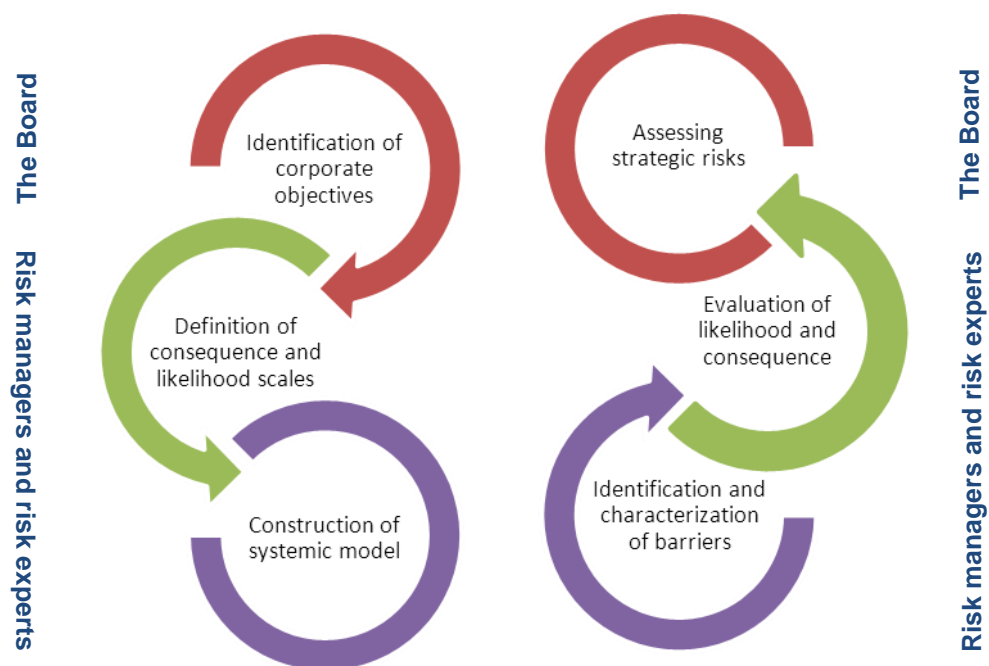 The Board
Risk managers and risk experts
Identification of
corporate
objectives
Definition of
consequence and
likelihood scales
Construction of
systemic model
Assessing
strategic risks
Evaluation of
likelihood and
consequence
Identification and
characterization
of barriers
The Board
Risk managers and risk experts